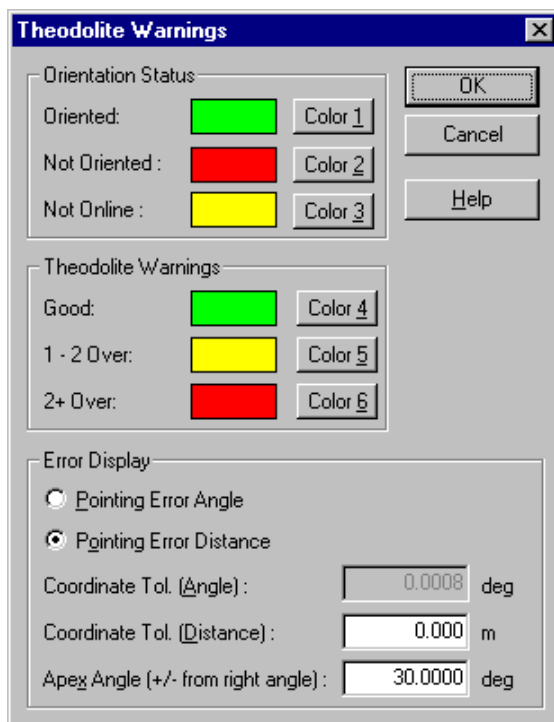 Theodolite Warnings
Orientation Status
Oriented:
Color 1
Not Oriented :
Color 2
Not Online :
Color 3
OK
Cancel
Help
Theodolite Warnings
Good:
Color 4
1 - 2 Over:
Color 5
2+ Over:
Color 6
Error Display
Pointing Error Angle
Pointing Error Distance
Coordinate Tol. (Angle) :
0.0008 deg
Coordinate Tol. (Distance) :
0.000 m
Apex Angle (+/- from right angle) :
30.0000 deg